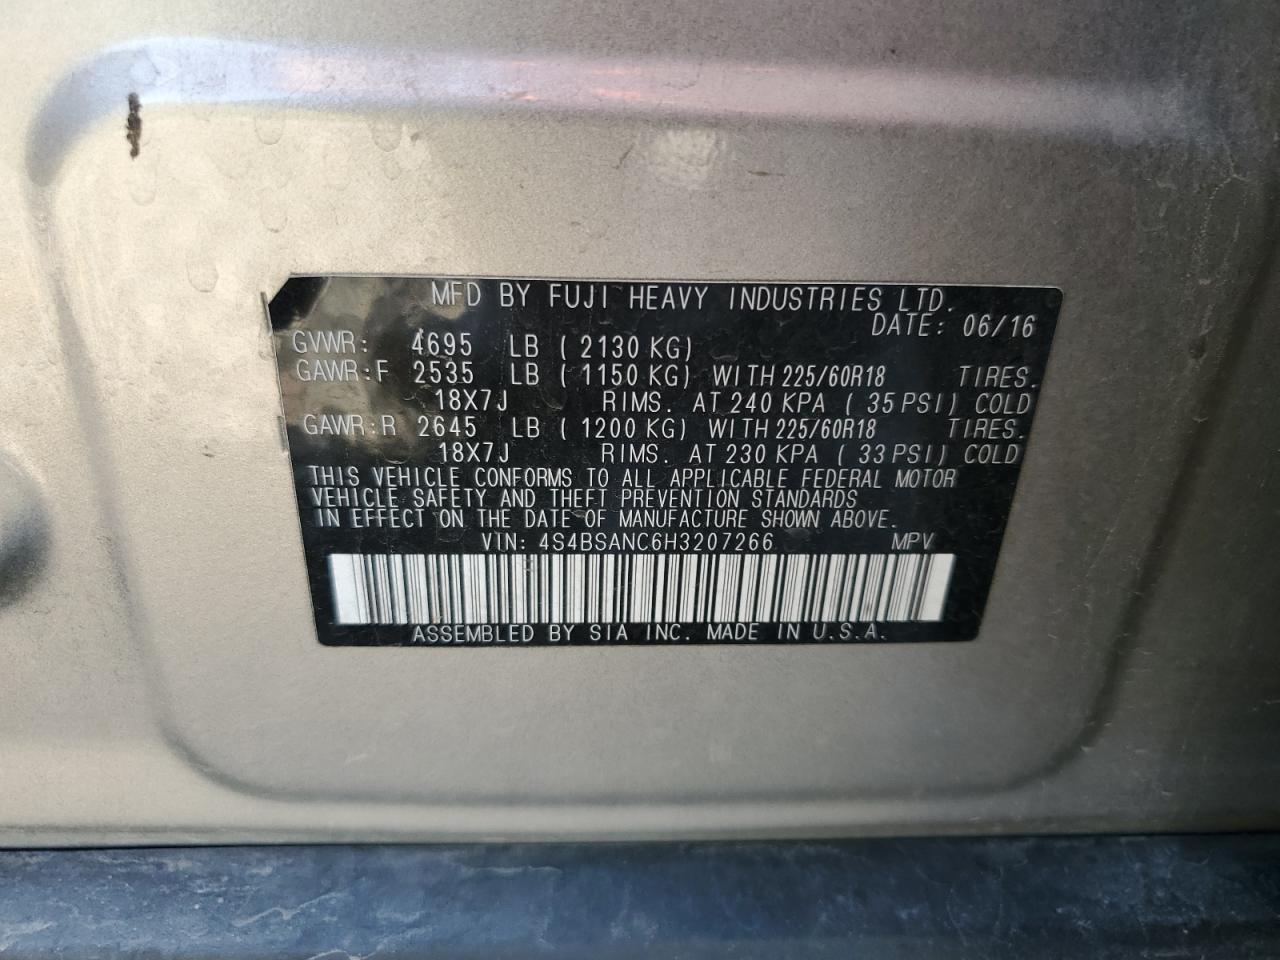 MFD BY FUJI HEAVY INDUSTRIES LTD.
DATE: 06/16
GVWR: 4695 LB ( 2130 KG)
GAWR:F 2535 LB ( 1150 KG) WITH 225/60R18 TIRES.
18X7J RIMS. AT 240 KPA ( 35 PSI) COLD
GAWR:R 2645 LB ( 1200 KG) WITH 225/60R18 TIRES.
18X7J RIMS. AT 230 KPA ( 33 PSI) COLD
THIS VEHICLE CONFORMS TO ALL APPLICABLE FEDERAL MOTOR
VEHICLE SAFETY AND THEFT PREVENTION STANDARDS
IN EFFECT ON THE DATE OF MANUFACTURE SHOWN ABOVE.
VIN: 4S4BSANC6H3207266 MPV
ASSEMBLED BY SIA INC. MADE IN U.S.A.